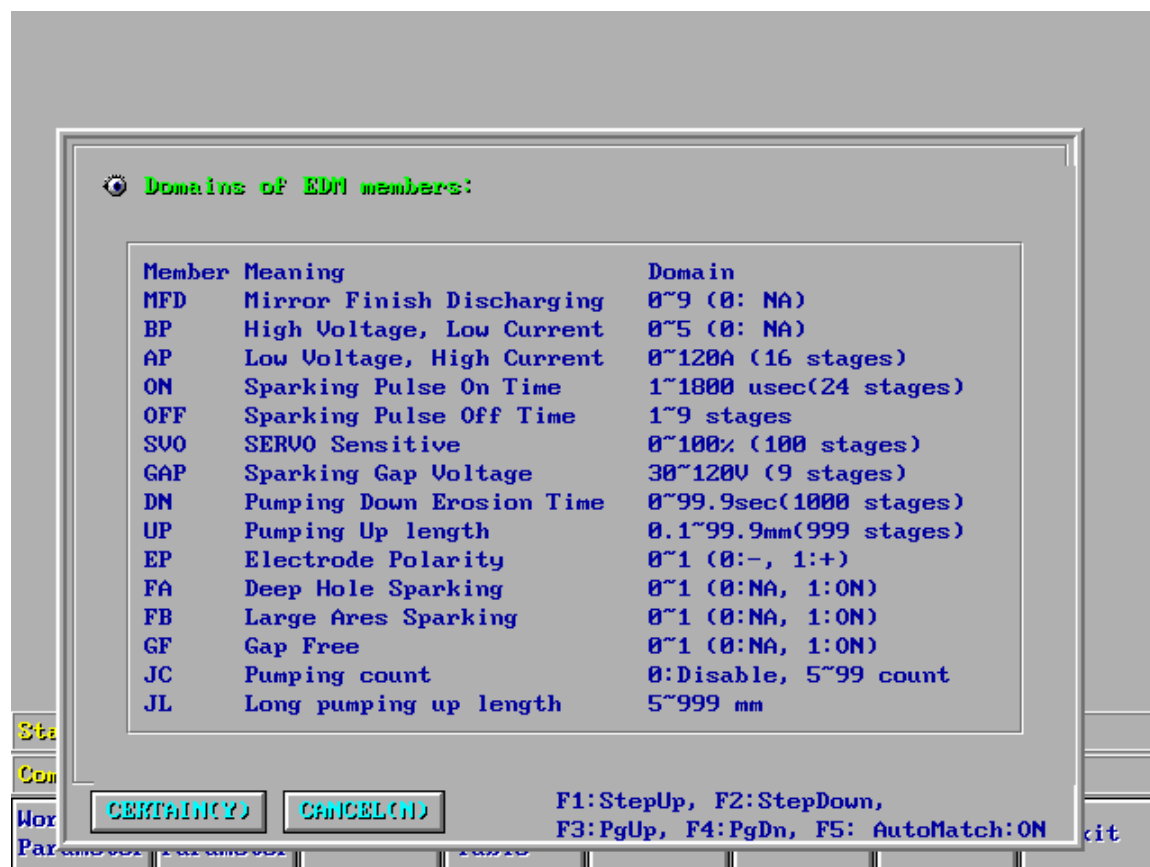 Domains of EDM members:
Member Meaning Domain
MFD Mirror Finish Discharging 0~9 (0: NA)
BP High Voltage, Low Current 0~5 (0: NA)
AP Low Voltage, High Current 0~120A (16 stages)
ON Sparking Pulse On Time 1~1800 usec(24 stages)
OFF Sparking Pulse Off Time 1~9 stages
SVO SERVO Sensitive 0~100% (100 stages)
GAP Sparking Gap Voltage 30~120V (9 stages)
DN Pumping Down Erosion Time 0~99.9sec(1000 stages)
UP Pumping Up length 0.1~99.9mm(999 stages)
EP Electrode Polarity 0~1 (0:-, 1:+)
FA Deep Hole Sparking 0~1 (0:NA, 1:ON)
FB Large Ares Sparking 0~1 (0:NA, 1:ON)
GF Gap Free 0~1 (0:NA, 1:ON)
JC Pumping count 0:Disable, 5~99 count
JL Long pumping up length 5~999 mm
Sta
Com
CERTAIN(Y) CANCEL(N)
F1:StepUp, F2:StepDown,
F3:PgUp, F4:PgDn, F5: AutoMatch:ON
Wor
Parameter Parameter Table xit